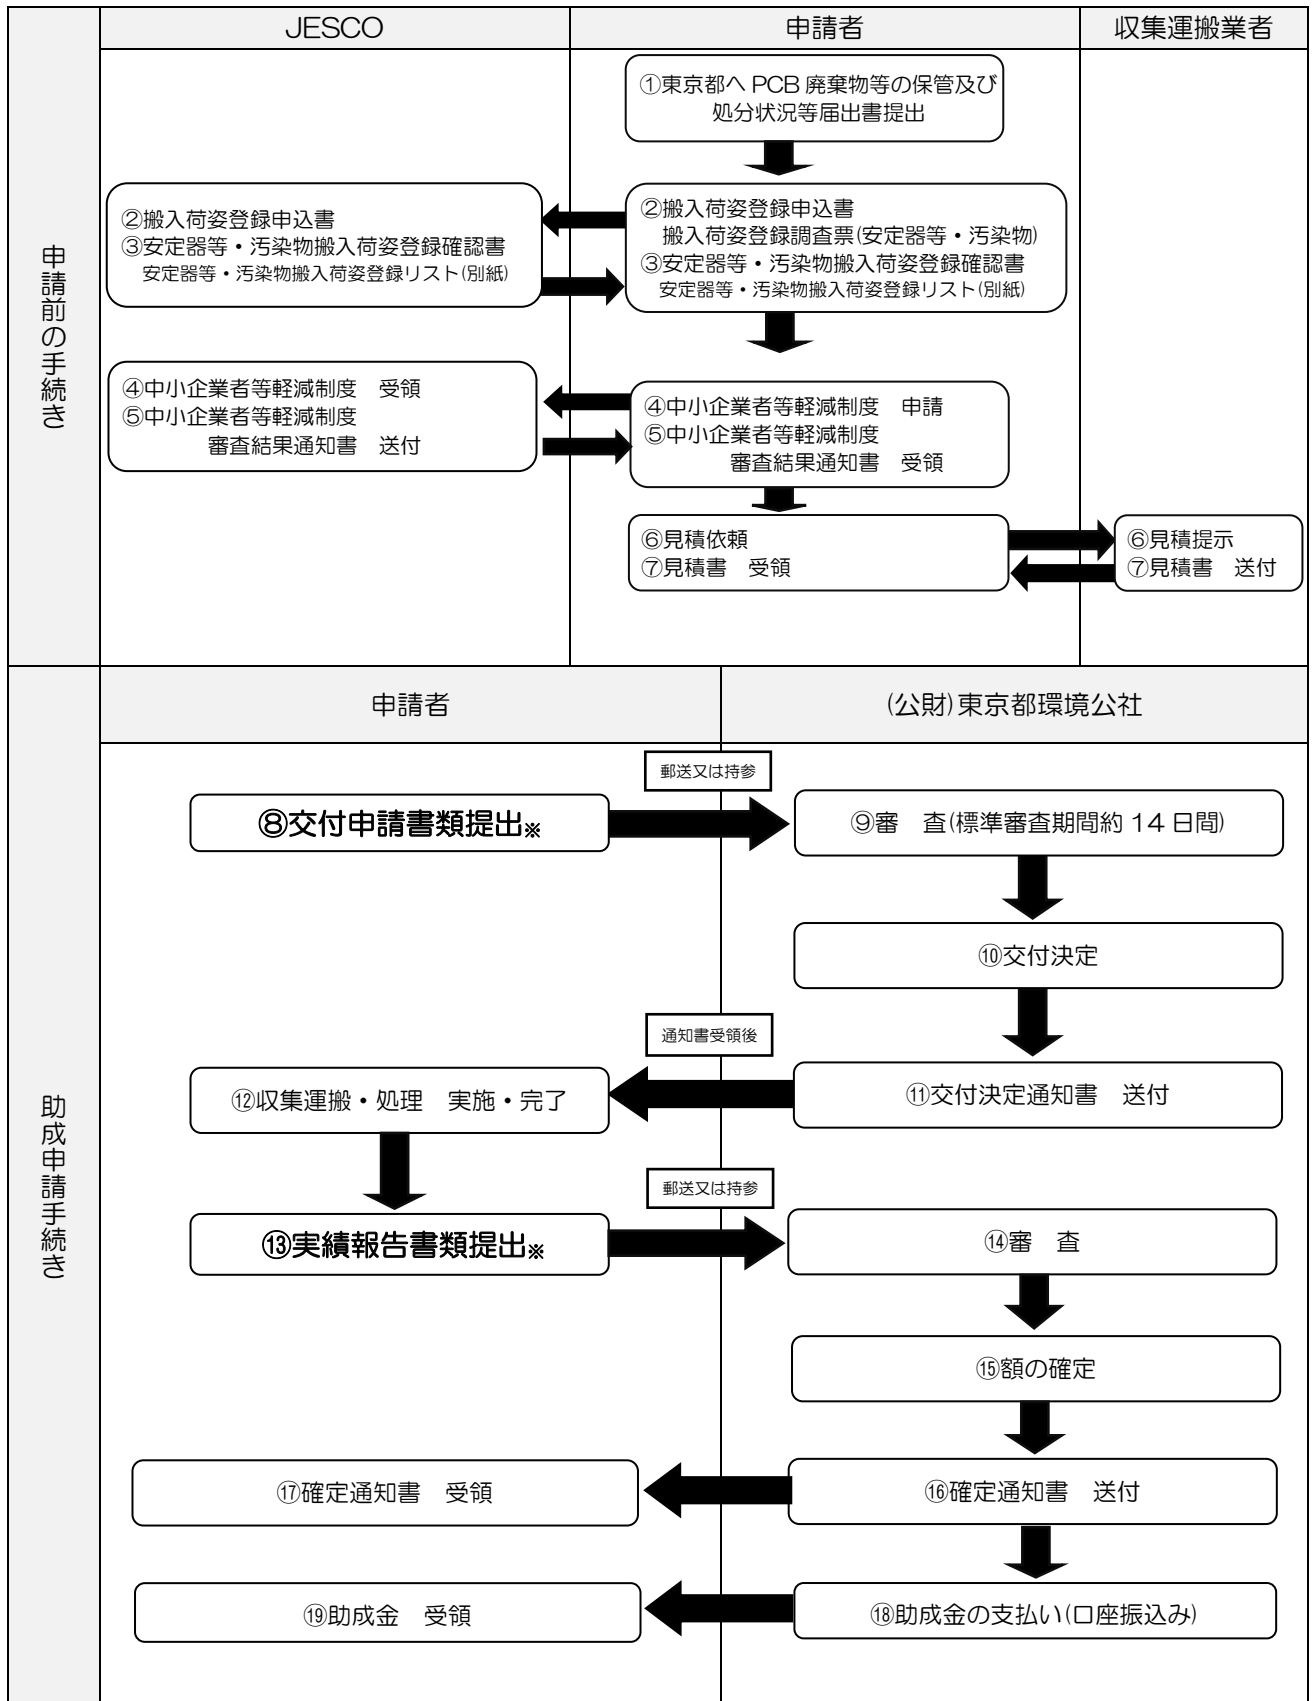 JESCO
申請者
収集運搬業者
申請前の手続き
①東京都へ PCB 廃棄物等の保管及び
処分状況等届出書提出
②搬入荷姿登録申込書
③安定器等・汚染物搬入荷姿登録確認書
安定器等・汚染物搬入荷姿登録リスト(別紙)
②搬入荷姿登録申込書
搬入荷姿登録調査票(安定器等・汚染物)
③安定器等・汚染物搬入荷姿登録確認書
安定器等・汚染物搬入荷姿登録リスト(別紙)
④中小企業者等軽減制度　受領
⑤中小企業者等軽減制度
審査結果通知書　送付
④中小企業者等軽減制度　申請
⑤中小企業者等軽減制度
審査結果通知書　受領
⑥見積依頼
⑦見積書　受領
⑥見積提示
⑦見積書　送付
助成申請手続き
申請者
(公財)東京都環境公社
郵送又は持参
⑧交付申請書類提出※
⑨審　査(標準審査期間約 14 日間)
⑩交付決定
通知書受領後
⑫収集運搬・処理　実施・完了
⑪交付決定通知書　送付
郵送又は持参
⑬実績報告書類提出※
⑭審　査
⑮額の確定
⑰確定通知書　受領
⑯確定通知書　送付
⑲助成金　受領
⑱助成金の支払い(口座振込み)